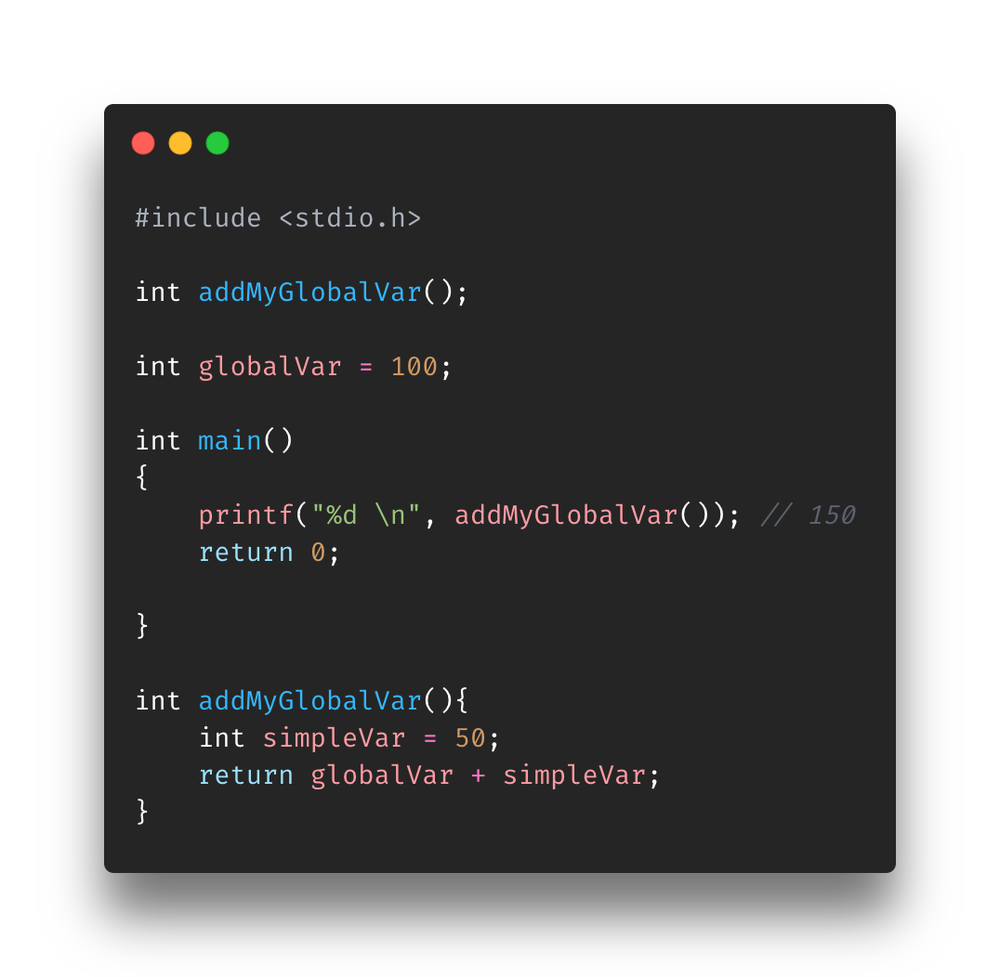 #include <stdio.h>
int addMyGlobalVar();
int globalVar = 100;
int main()
{
    printf("%d \n", addMyGlobalVar()); // 150
    return 0;
}
int addMyGlobalVar(){
    int simpleVar = 50;
    return globalVar + simpleVar;
}